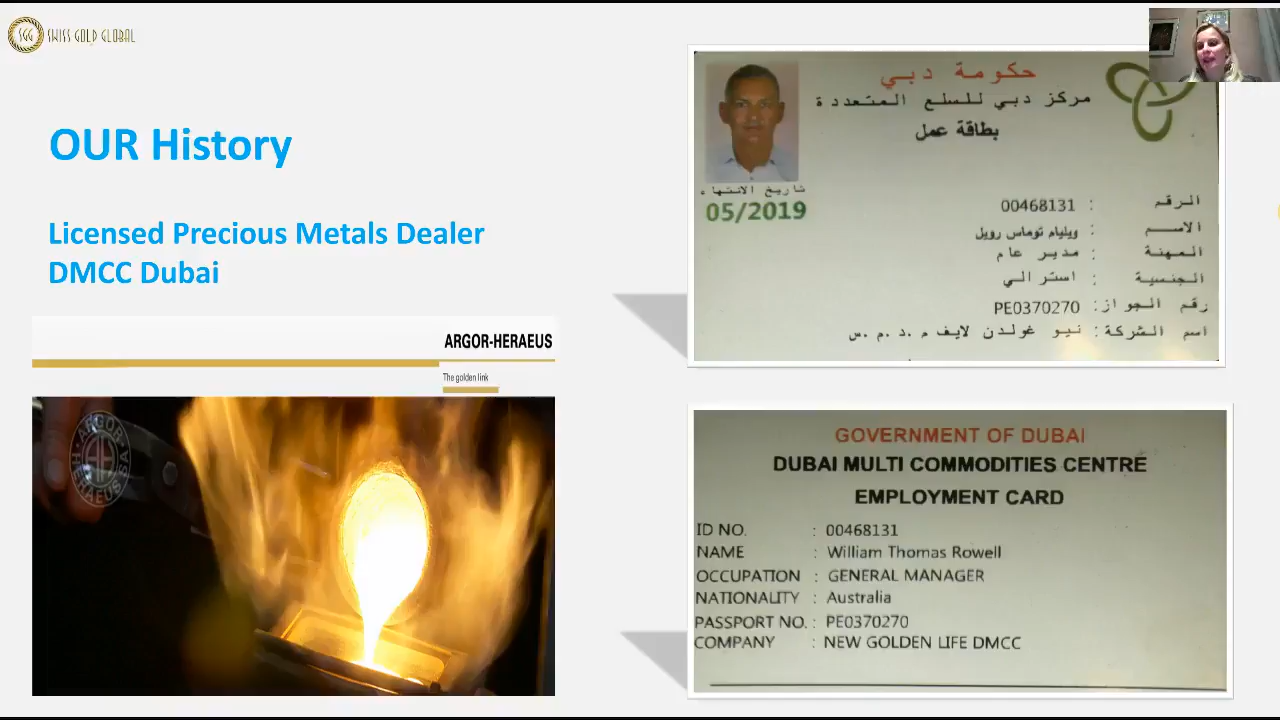 SGG SWISS GOLD GLOBAL
OUR History
Licensed Precious Metals Dealer
DMCC Dubai
ARGOR-HERAEUS
The golden link
ARGOR HERAEUS SA
حكومة دبي
مركز دبي للسلع المتعددة
بطاقة عمل
تاريخ الانتهاء
05/2019
الرقم : 00468131
الاسم : ويليام توماس رويل
المهنة : مدير عام
الجنسية : استرالي
رقم الجواز: PE0370270
اسم الشركة: نيو غولدن لايف م.د.م.س
GOVERNMENT OF DUBAI
DUBAI MULTI COMMODITIES CENTRE
EMPLOYMENT CARD
ID NO. : 00468131
NAME : William Thomas Rowell
OCCUPATION : GENERAL MANAGER
NATIONALITY : Australia
PASSPORT NO. : PE0370270
COMPANY : NEW GOLDEN LIFE DMCC